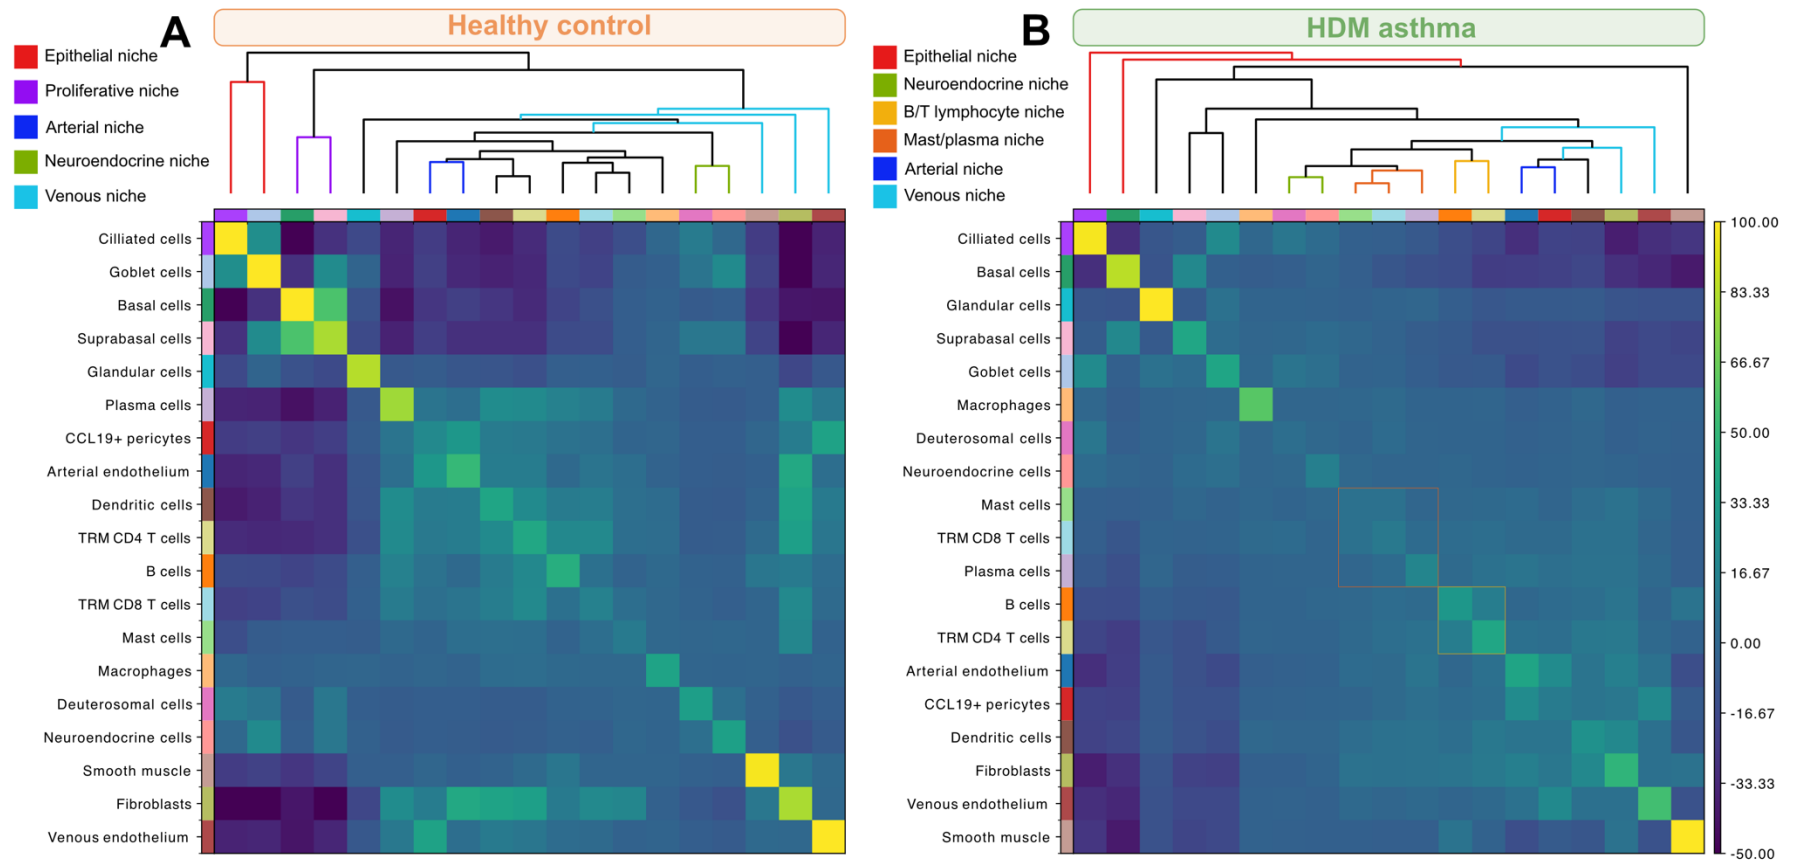 A
Healthy control
Epithelial niche
Proliferative niche
Arterial niche
Neuroendocrine niche
Venous niche
Cilliated cells
Goblet cells
Basal cells
Suprabasal cells
Glandular cells
Plasma cells
CCL19+ pericytes
Arterial endothelium
Dendritic cells
TRM CD4 T cells
B cells
TRM CD8 T cells
Mast cells
Macrophages
Deuterosomal cells
Neuroendocrine cells
Smooth muscle
Fibroblasts
Venous endothelium
B
HDM asthma
Epithelial niche
Neuroendocrine niche
B/T lymphocyte niche
Mast/plasma niche
Arterial niche
Venous niche
Cilliated cells
Basal cells
Glandular cells
Suprabasal cells
Goblet cells
Macrophages
Deuterosomal cells
Neuroendocrine cells
Mast cells
TRM CD8 T cells
Plasma cells
B cells
TRM CD4 T cells
Arterial endothelium
CCL19+ pericytes
Dendritic cells
Fibroblasts
Venous endothelium
Smooth muscle
100.00
83.33
66.67
50.00
33.33
16.67
0.00
-16.67
-33.33
-50.00